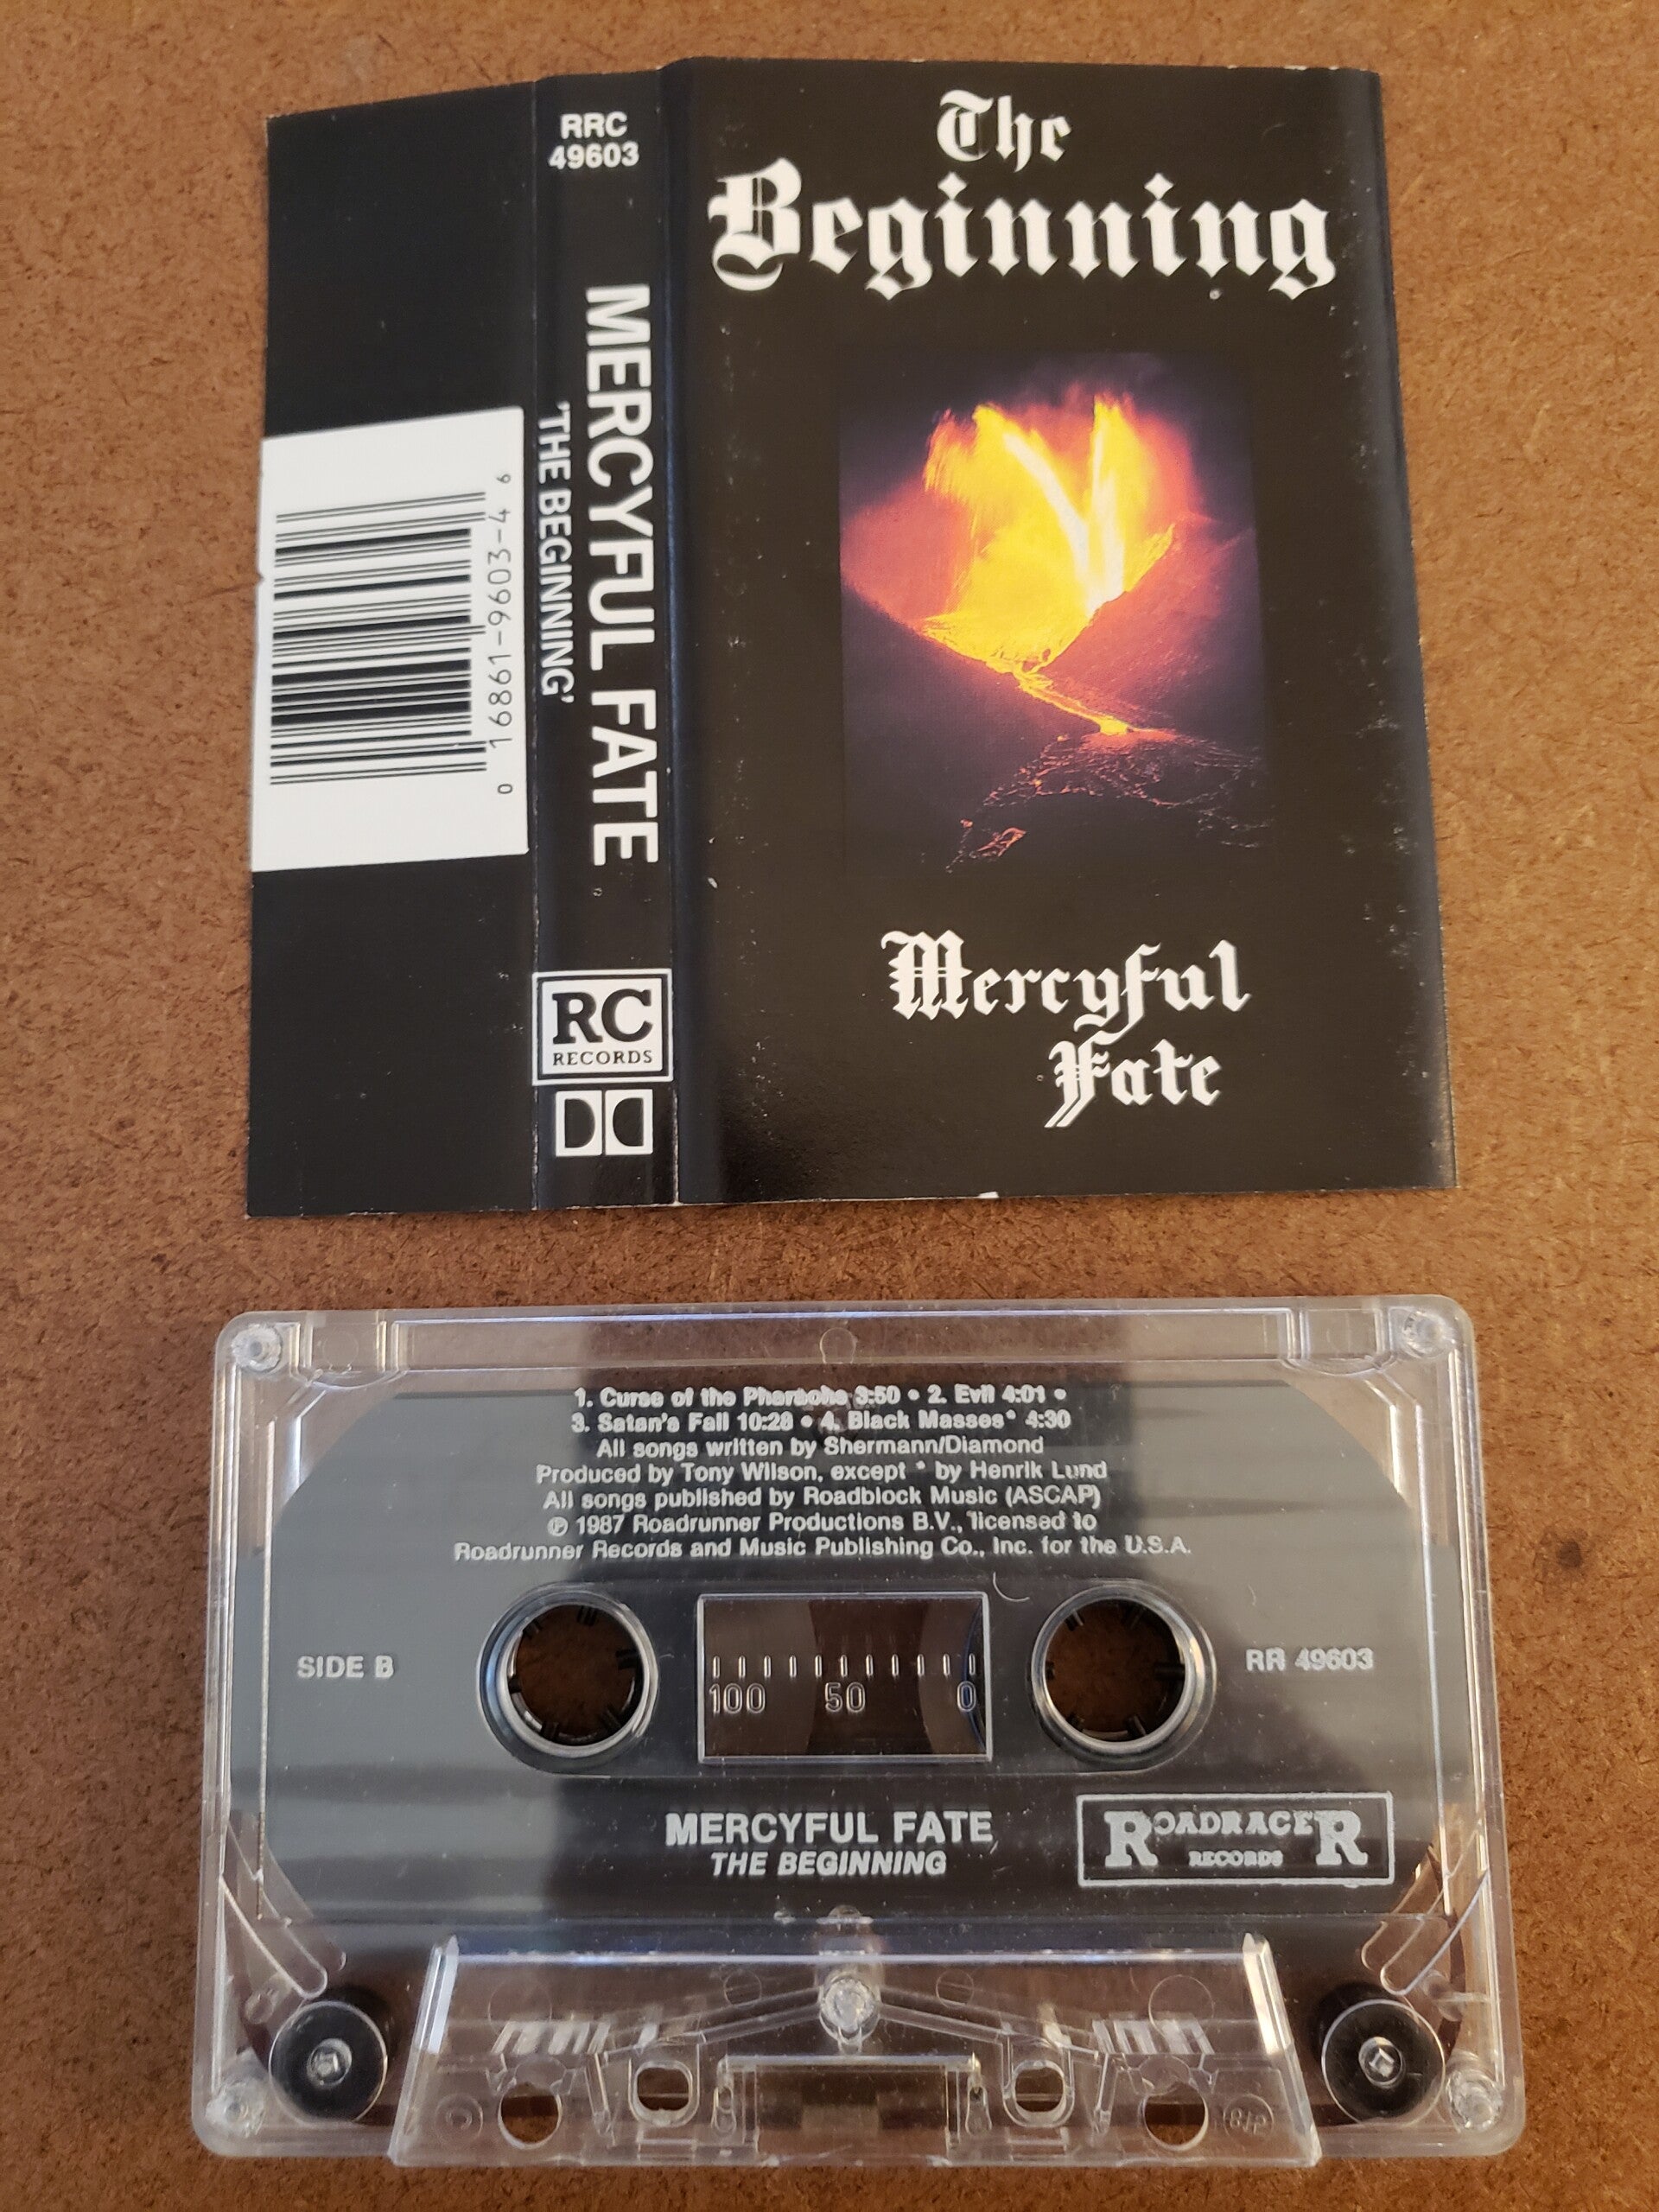 The
Beginning
Mercyful
Fate
RRC
49603
MERCYFUL FATE
'THE BEGINNING'
RC
RECORDS
0 16861-9603-4 6
1. Curse of the Pharaohs 3:50 • 2. Evil 4:01 •
3. Satan's Fall 10:28 • 4. Black Masses* 4:30
All songs written by Shermann/Diamond
Produced by Tony Wilson, except * by Henrik Lund
All songs published by Roadblock Music (ASCAP)
℗ 1987 Roadrunner Productions B.V., licensed to
Roadrunner Records and Music Publishing Co., Inc. for the U.S.A.
SIDE B
100 50 0
RR 49603
MERCYFUL FATE
THE BEGINNING
ROADRACER
RECORDS